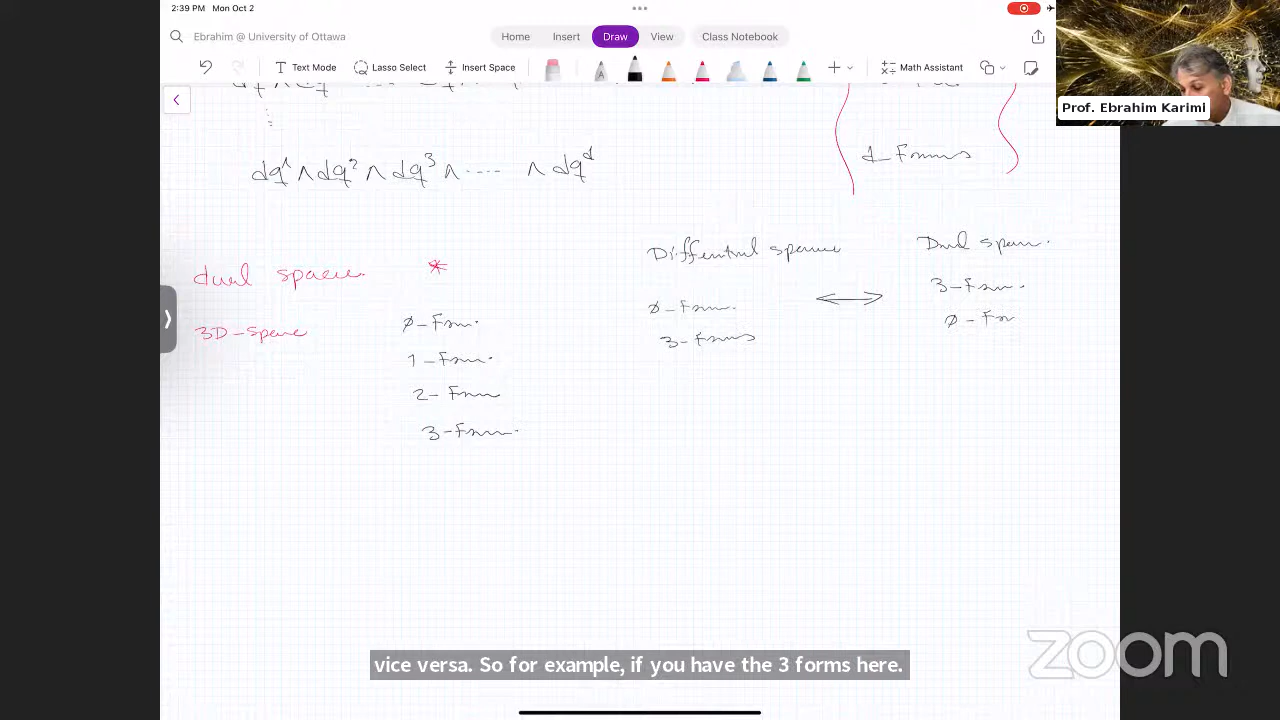 2:39 PM Mon Oct 2
Ebrahim @ University of Ottawa
Home Insert Draw View Class Notebook
Text Mode Lasso Select Insert Space Math Assistant
Prof. Ebrahim Karimi
1-Forms
dq¹ ∧ dq² ∧ dq³ ∧ ···· ∧ dq^d
Differential space
Dual space.
dual space. *
3-Form.
0-Form.
0-Form.
0-Form
3D-space
3-Forms
1-Form.
2-Form
3-Form.
vice versa. So for example, if you have the 3 forms here.
zoom